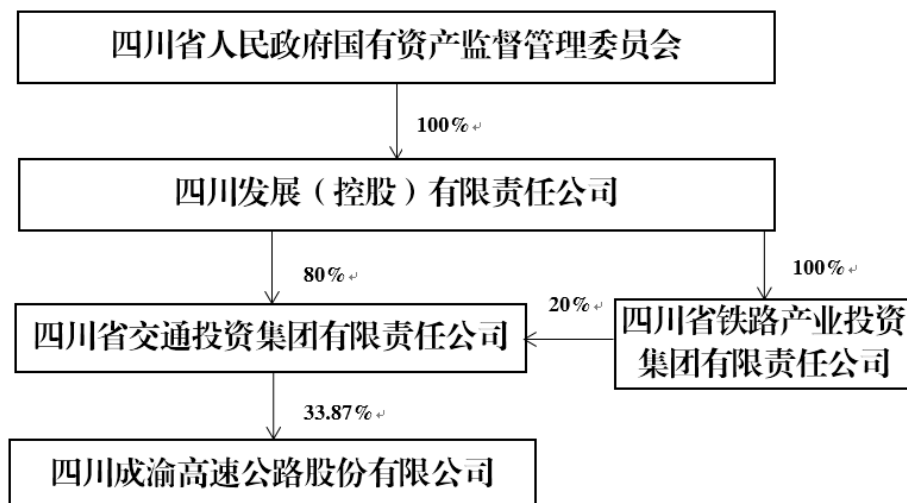 四川省人民政府国有资产监督管理委员会
100%
四川发展（控股）有限责任公司
80%
100%
20%
四川省交通投资集团有限责任公司
四川省铁路产业投资
集团有限责任公司
33.87%
四川成渝高速公路股份有限公司